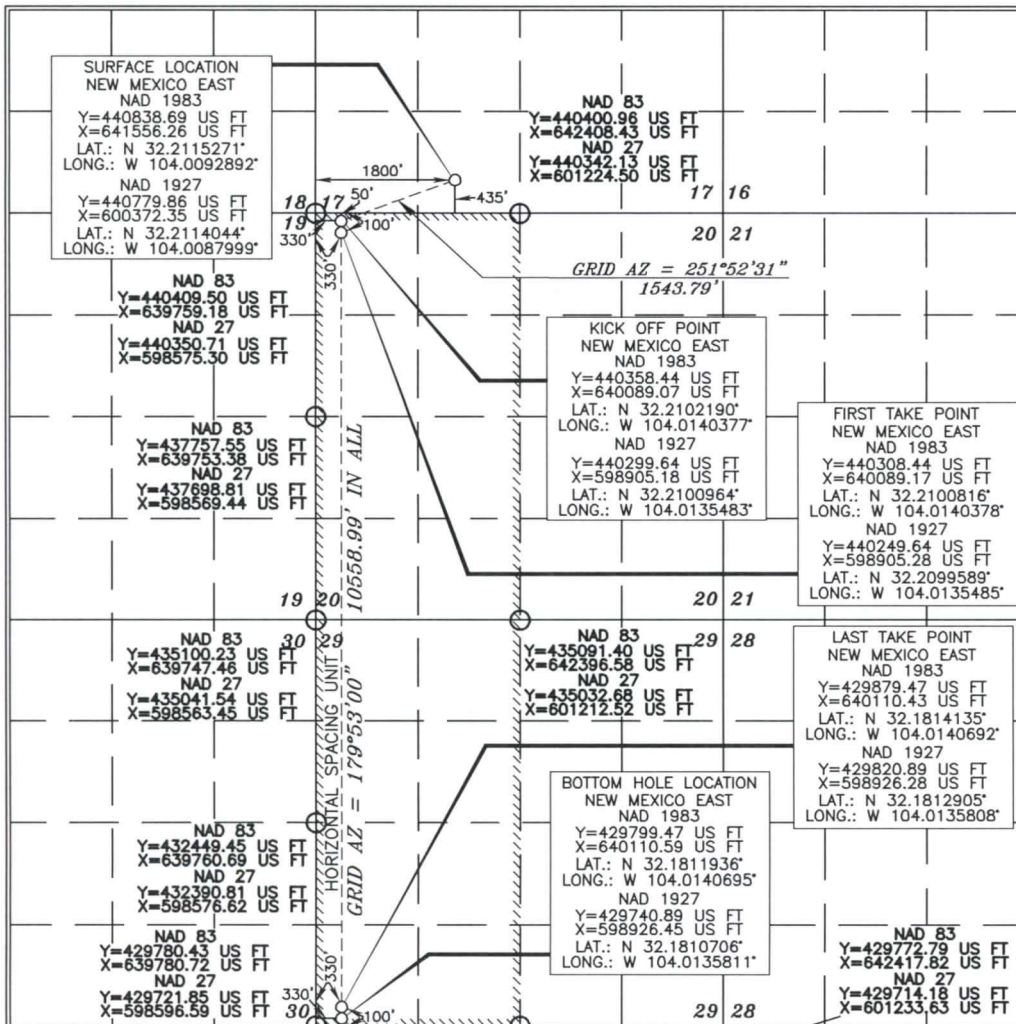 SURFACE LOCATION
NEW MEXICO EAST
NAD 1983
Y=440838.69 US FT
X=641556.26 US FT
LAT.: N 32.2115271°
LONG.: W 104.0092892°
NAD 1927
Y=440779.86 US FT
X=600372.35 US FT
LAT.: N 32.2114044°
LONG.: W 104.0087999°
NAD 83
Y=440400.96 US FT
X=642408.43 US FT
NAD 27
Y=440342.13 US FT
X=601224.50 US FT
1800'
50'
435'
100'
330'
330'
18 17
19
17 16
20 21
GRID AZ = 251°52'31"
1543.79'
NAD 83
Y=440409.50 US FT
X=639759.18 US FT
NAD 27
Y=440350.71 US FT
X=598575.30 US FT
KICK OFF POINT
NEW MEXICO EAST
NAD 1983
Y=440358.44 US FT
X=640089.07 US FT
LAT.: N 32.2102190°
LONG.: W 104.0140377°
NAD 1927
Y=440299.64 US FT
X=598905.18 US FT
LAT.: N 32.2100964°
LONG.: W 104.0135483°
FIRST TAKE POINT
NEW MEXICO EAST
NAD 1983
Y=440308.44 US FT
X=640089.17 US FT
LAT.: N 32.2100816°
LONG.: W 104.0140378°
NAD 1927
Y=440249.64 US FT
X=598905.28 US FT
LAT.: N 32.2099589°
LONG.: W 104.0135485°
NAD 83
Y=437757.55 US FT
X=639753.38 US FT
NAD 27
Y=437698.81 US FT
X=598569.44 US FT
10558.99' IN ALL
19 20
30 29
20 21
29 28
NAD 83
Y=435100.23 US FT
X=639747.46 US FT
NAD 27
Y=435041.54 US FT
X=598563.45 US FT
HORIZONTAL SPACING UNIT
GRID AZ = 179°53'00"
NAD 83
Y=435091.40 US FT
X=642396.58 US FT
NAD 27
Y=435032.68 US FT
X=601212.52 US FT
LAST TAKE POINT
NEW MEXICO EAST
NAD 1983
Y=429879.47 US FT
X=640110.43 US FT
LAT.: N 32.1814135°
LONG.: W 104.0140692°
NAD 1927
Y=429820.89 US FT
X=598926.28 US FT
LAT.: N 32.1812905°
LONG.: W 104.0135808°
BOTTOM HOLE LOCATION
NEW MEXICO EAST
NAD 1983
Y=429799.47 US FT
X=640110.59 US FT
LAT.: N 32.1811936°
LONG.: W 104.0140695°
NAD 1927
Y=429740.89 US FT
X=598926.45 US FT
LAT.: N 32.1810706°
LONG.: W 104.0135811°
NAD 83
Y=432449.45 US FT
X=639760.69 US FT
NAD 27
Y=432390.81 US FT
X=598576.62 US FT
NAD 83
Y=429780.43 US FT
X=639780.72 US FT
NAD 27
Y=429721.85 US FT
X=598596.59 US FT
330'
330'
30
100'
29 28
NAD 83
Y=429772.79 US FT
X=642417.82 US FT
NAD 27
Y=429714.18 US FT
X=601233.63 US FT